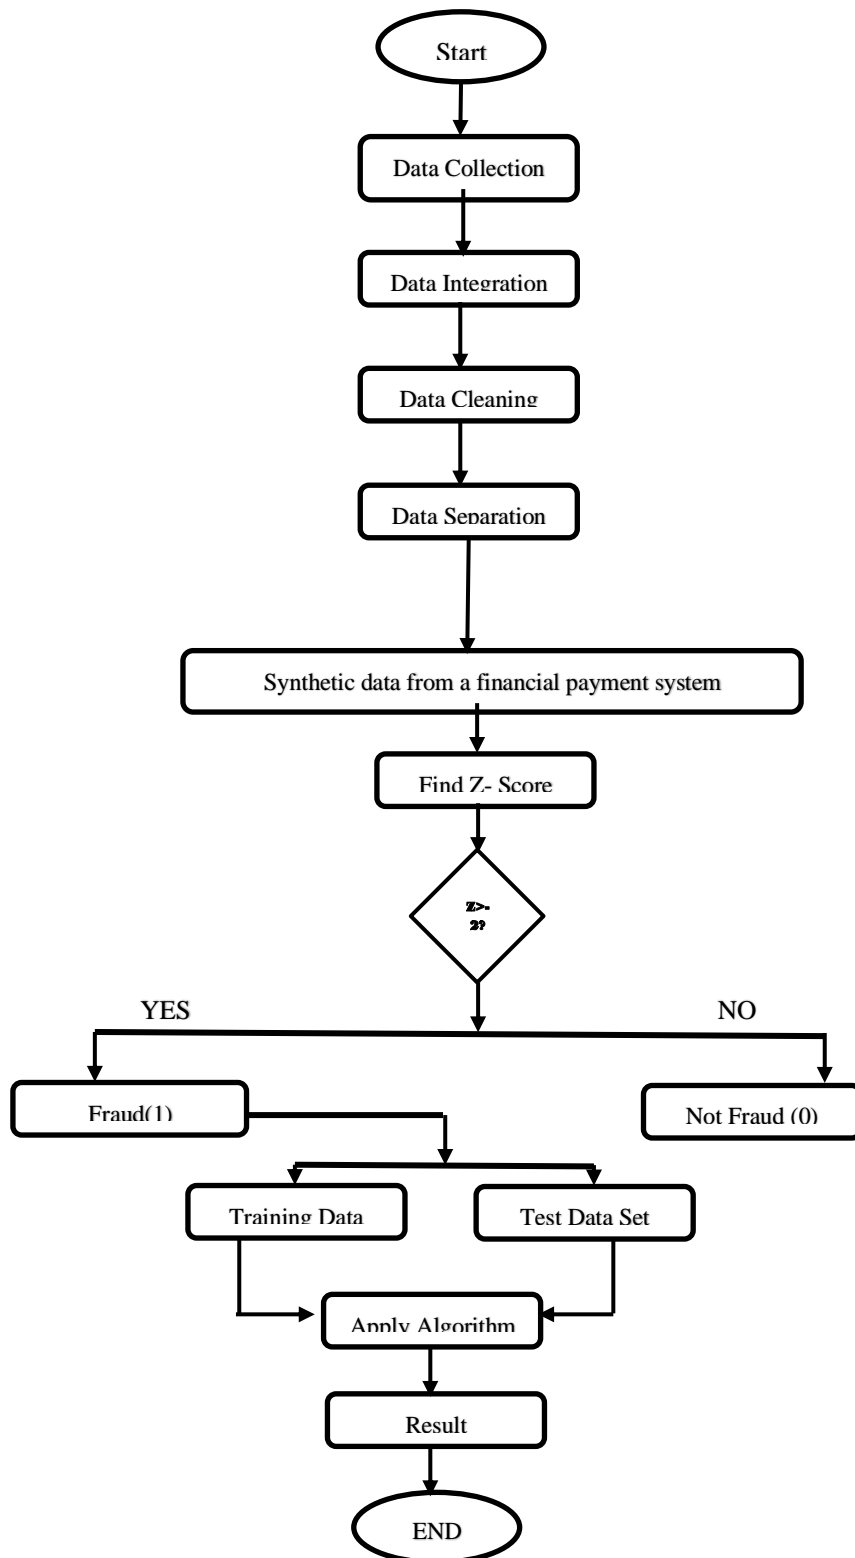 Start
Data Collection
Data Integration
Data Cleaning
Data Separation
Synthetic data from a financial payment system
Find Z- Score
Z>-
2?
YES
NO
Fraud(1)
Not Fraud (0)
Training Data
Test Data Set
Apply Algorithm
Result
END